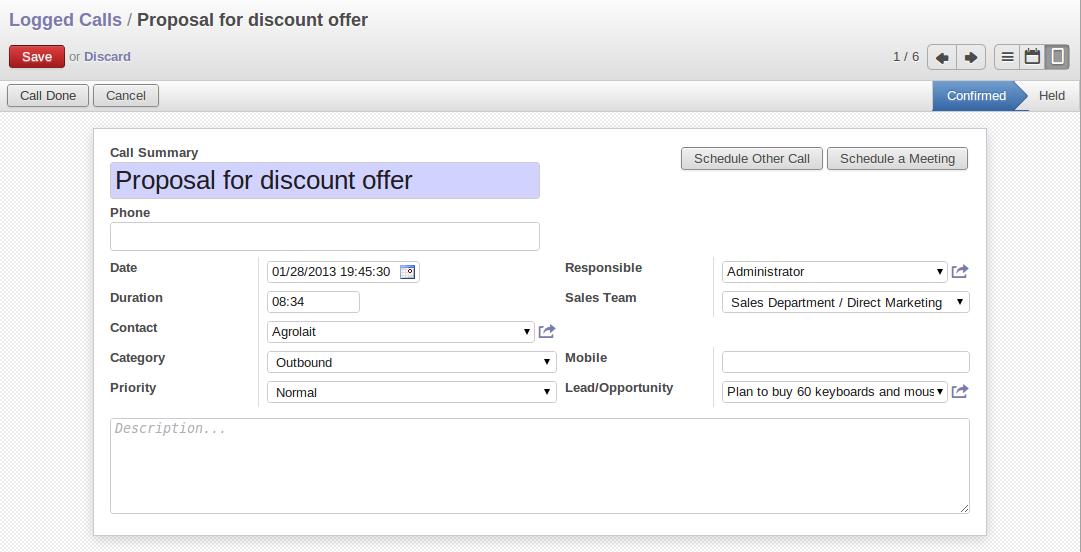 Logged Calls / Proposal for discount offer
Save or Discard
1 / 6
Call Done Cancel
Confirmed Held
Call Summary
Schedule Other Call Schedule a Meeting
Proposal for discount offer
Phone
Date 01/28/2013 19:45:30 Responsible Administrator
Duration 08:34 Sales Team Sales Department / Direct Marketing
Contact Agrolait
Category Outbound Mobile
Priority Normal Lead/Opportunity Plan to buy 60 keyboards and mous
Description...